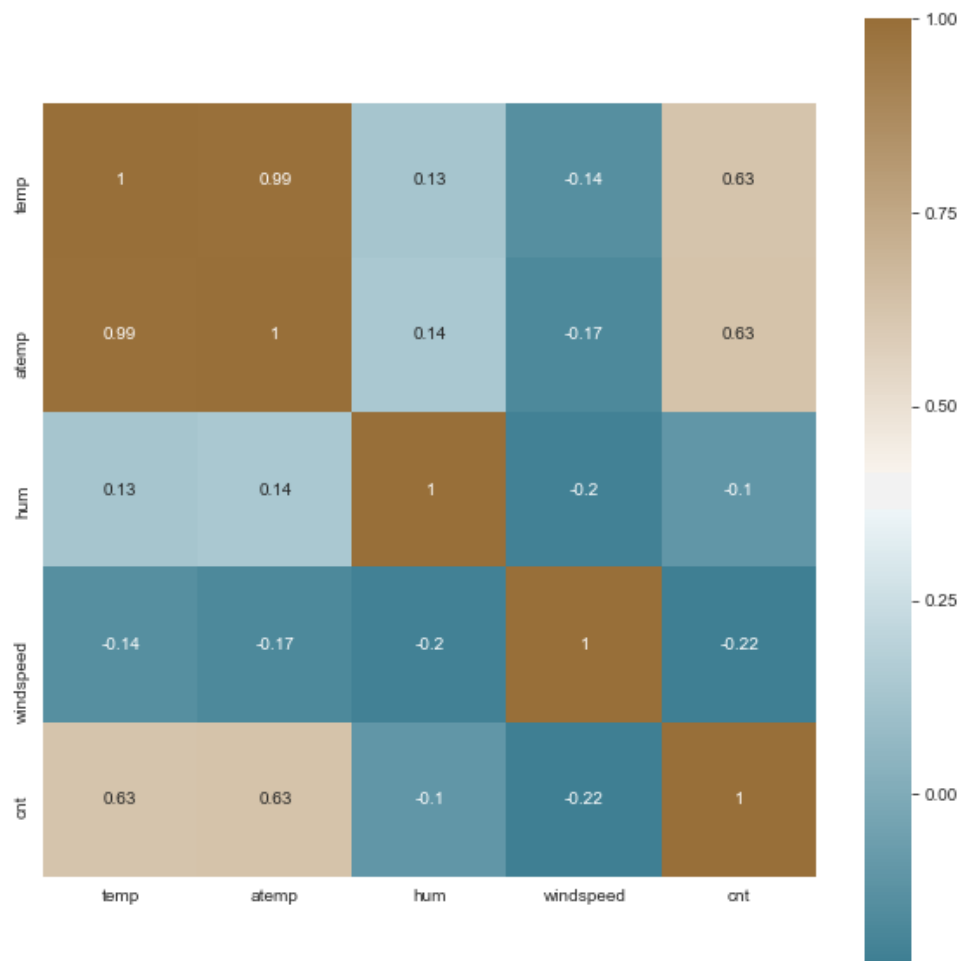 1.00
temp 1 0.99 0.13 -0.14 0.63
0.75
atemp 0.99 1 0.14 -0.17 0.63
0.50
hum 0.13 0.14 1 -0.2 -0.1
0.25
windspeed -0.14 -0.17 -0.2 1 -0.22
cnt 0.63 0.63 -0.1 -0.22 1
0.00
temp atemp hum windspeed cnt